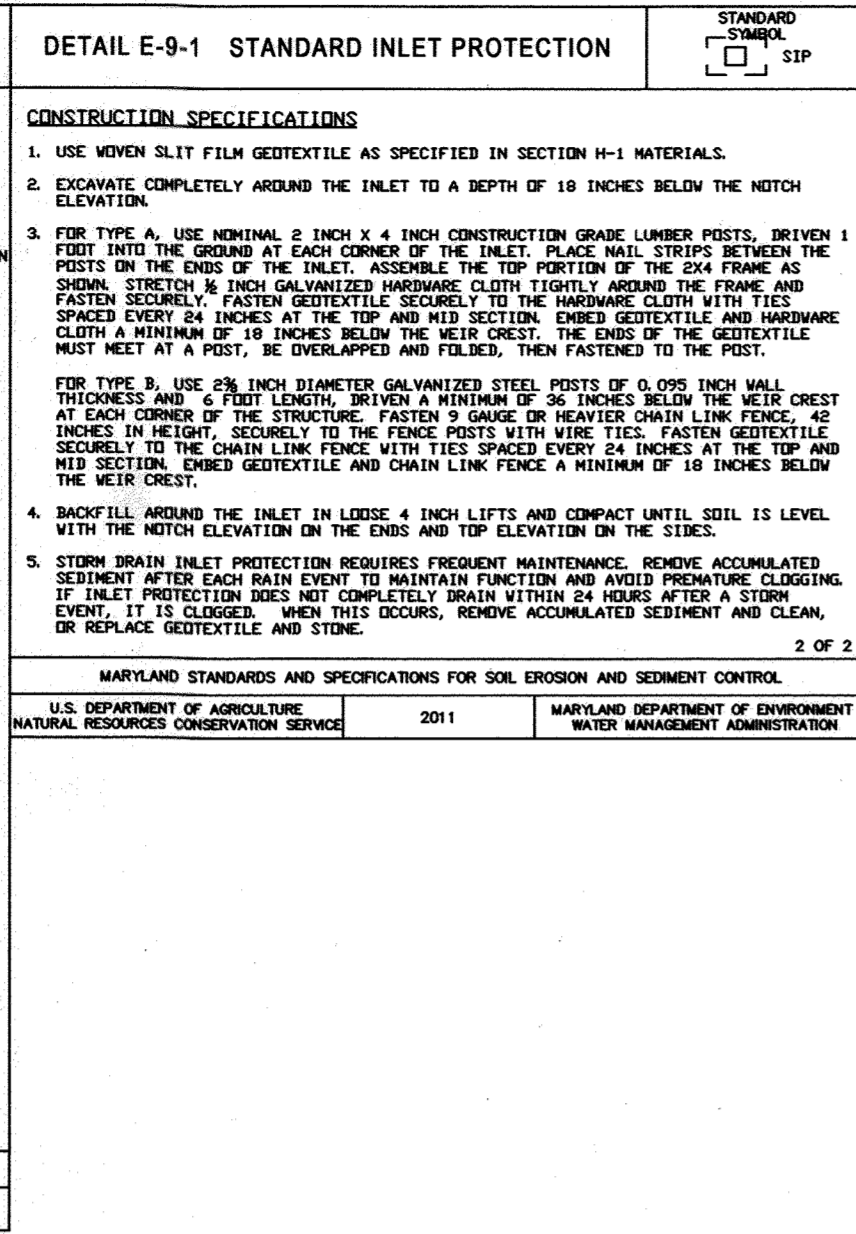 DETAIL E-9-1 STANDARD INLET PROTECTION
STANDARD
SYMBOL
SIP
CONSTRUCTION SPECIFICATIONS
1. USE WOVEN SLIT FILM GEOTEXTILE AS SPECIFIED IN SECTION H-1 MATERIALS.
2. EXCAVATE COMPLETELY AROUND THE INLET TO A DEPTH OF 18 INCHES BELOW THE NOTCH
ELEVATION.
3. FOR TYPE A, USE NOMINAL 2 INCH X 4 INCH CONSTRUCTION GRADE LUMBER POSTS, DRIVEN 1
FOOT INTO THE GROUND AT EACH CORNER OF THE INLET. PLACE NAIL STRIPS BETWEEN THE
POSTS ON THE ENDS OF THE INLET. ASSEMBLE THE TOP PORTION OF THE 2X4 FRAME AS
SHOWN. STRETCH ½ INCH GALVANIZED HARDWARE CLOTH TIGHTLY AROUND THE FRAME AND
FASTEN SECURELY. FASTEN GEOTEXTILE SECURELY TO THE HARDWARE CLOTH WITH TIES
SPACED EVERY 24 INCHES AT THE TOP AND MID SECTION. EMBED GEOTEXTILE AND HARDWARE
CLOTH A MINIMUM OF 18 INCHES BELOW THE WEIR CREST. THE ENDS OF THE GEOTEXTILE
MUST MEET AT A POST, BE OVERLAPPED AND FOLDED, THEN FASTENED TO THE POST.
FOR TYPE B, USE 2⅜ INCH DIAMETER GALVANIZED STEEL POSTS OF 0.095 INCH WALL
THICKNESS AND 6 FOOT LENGTH, DRIVEN A MINIMUM OF 36 INCHES BELOW THE WEIR CREST
AT EACH CORNER OF THE STRUCTURE. FASTEN 9 GAUGE OR HEAVIER CHAIN LINK FENCE, 42
INCHES IN HEIGHT, SECURELY TO THE FENCE POSTS WITH WIRE TIES. FASTEN GEOTEXTILE
SECURELY TO THE CHAIN LINK FENCE WITH TIES SPACED EVERY 24 INCHES AT THE TOP AND
MID SECTION. EMBED GEOTEXTILE AND CHAIN LINK FENCE A MINIMUM OF 18 INCHES BELOW
THE WEIR CREST.
4. BACKFILL AROUND THE INLET IN LOOSE 4 INCH LIFTS AND COMPACT UNTIL SOIL IS LEVEL
WITH THE NOTCH ELEVATION ON THE ENDS AND TOP ELEVATION ON THE SIDES.
5. STORM DRAIN INLET PROTECTION REQUIRES FREQUENT MAINTENANCE. REMOVE ACCUMULATED
SEDIMENT AFTER EACH RAIN EVENT TO MAINTAIN FUNCTION AND AVOID PREMATURE CLOGGING.
IF INLET PROTECTION DOES NOT COMPLETELY DRAIN WITHIN 24 HOURS AFTER A STORM
EVENT, IT IS CLOGGED. WHEN THIS OCCURS, REMOVE ACCUMULATED SEDIMENT AND CLEAN,
OR REPLACE GEOTEXTILE AND STONE.
2 OF 2
MARYLAND STANDARDS AND SPECIFICATIONS FOR SOIL EROSION AND SEDIMENT CONTROL
U.S. DEPARTMENT OF AGRICULTURE
NATURAL RESOURCES CONSERVATION SERVICE
2011
MARYLAND DEPARTMENT OF ENVIRONMENT
WATER MANAGEMENT ADMINISTRATION